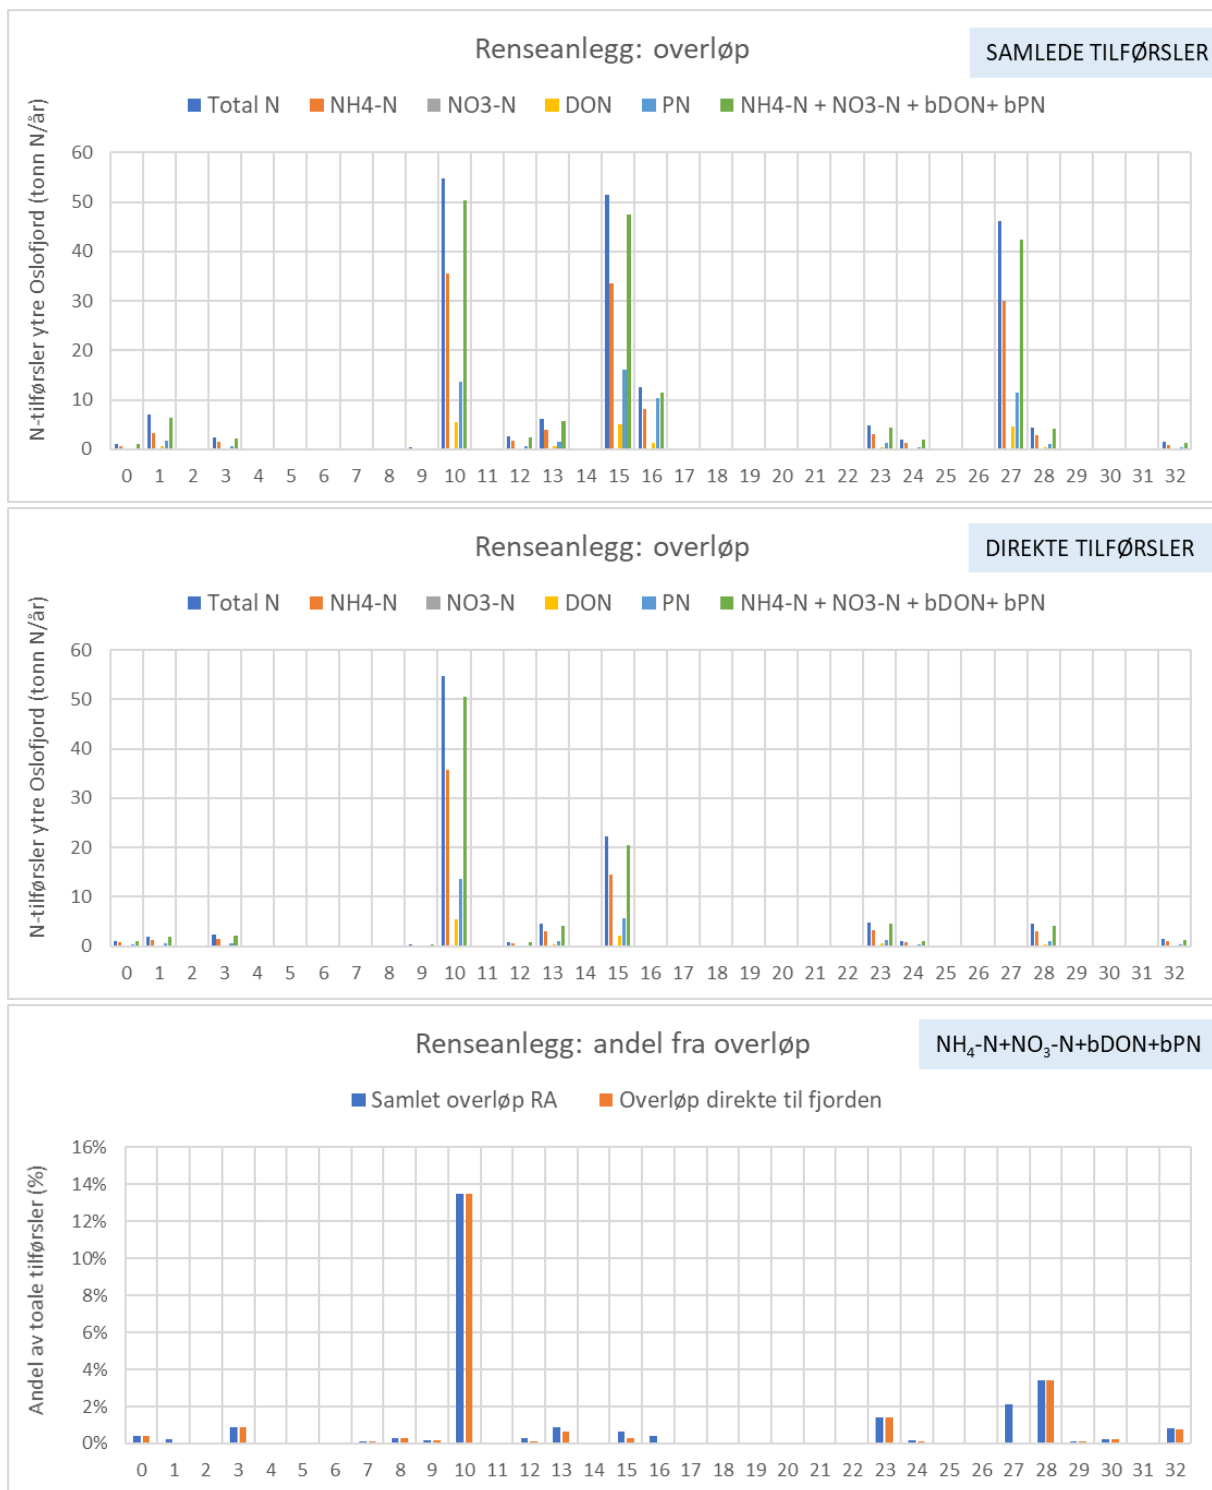 Renseanlegg: overløp
SAMLEDE TILFØRSLER
Total N NH4-N NO3-N DON PN NH4-N + NO3-N + bDON+ bPN
N-tilførsler ytre Oslofjord (tonn N/år)
60
50
40
30
20
10
0
0 1 2 3 4 5 6 7 8 9 10 11 12 13 14 15 16 17 18 19 20 21 22 23 24 25 26 27 28 29 30 31 32
Renseanlegg: overløp
DIREKTE TILFØRSLER
Total N NH4-N NO3-N DON PN NH4-N + NO3-N + bDON+ bPN
N-tilførsler ytre Oslofjord (tonn N/år)
60
50
40
30
20
10
0
0 1 2 3 4 5 6 7 8 9 10 11 12 13 14 15 16 17 18 19 20 21 22 23 24 25 26 27 28 29 30 31 32
Renseanlegg: andel fra overløp
NH₄-N+NO₃-N+bDON+bPN
Samlet overløp RA Overløp direkte til fjorden
Andel av toale tilførsler (%)
16%
14%
12%
10%
8%
6%
4%
2%
0%
0 1 2 3 4 5 6 7 8 9 10 11 12 13 14 15 16 17 18 19 20 21 22 23 24 25 26 27 28 29 30 31 32